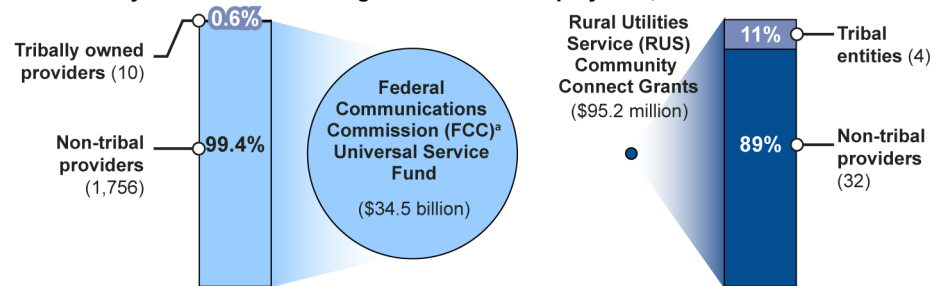 0.6%
Tribally owned
providers (10)
Non-tribal
providers
(1,756)
99.4%
Federal
Communications
Commission (FCC)ª
Universal Service
Fund
($34.5 billion)
Rural Utilities
Service (RUS)
Community
Connect Grants
($95.2 million)
11%
Tribal
entities (4)
89%
Non-tribal
providers
(32)